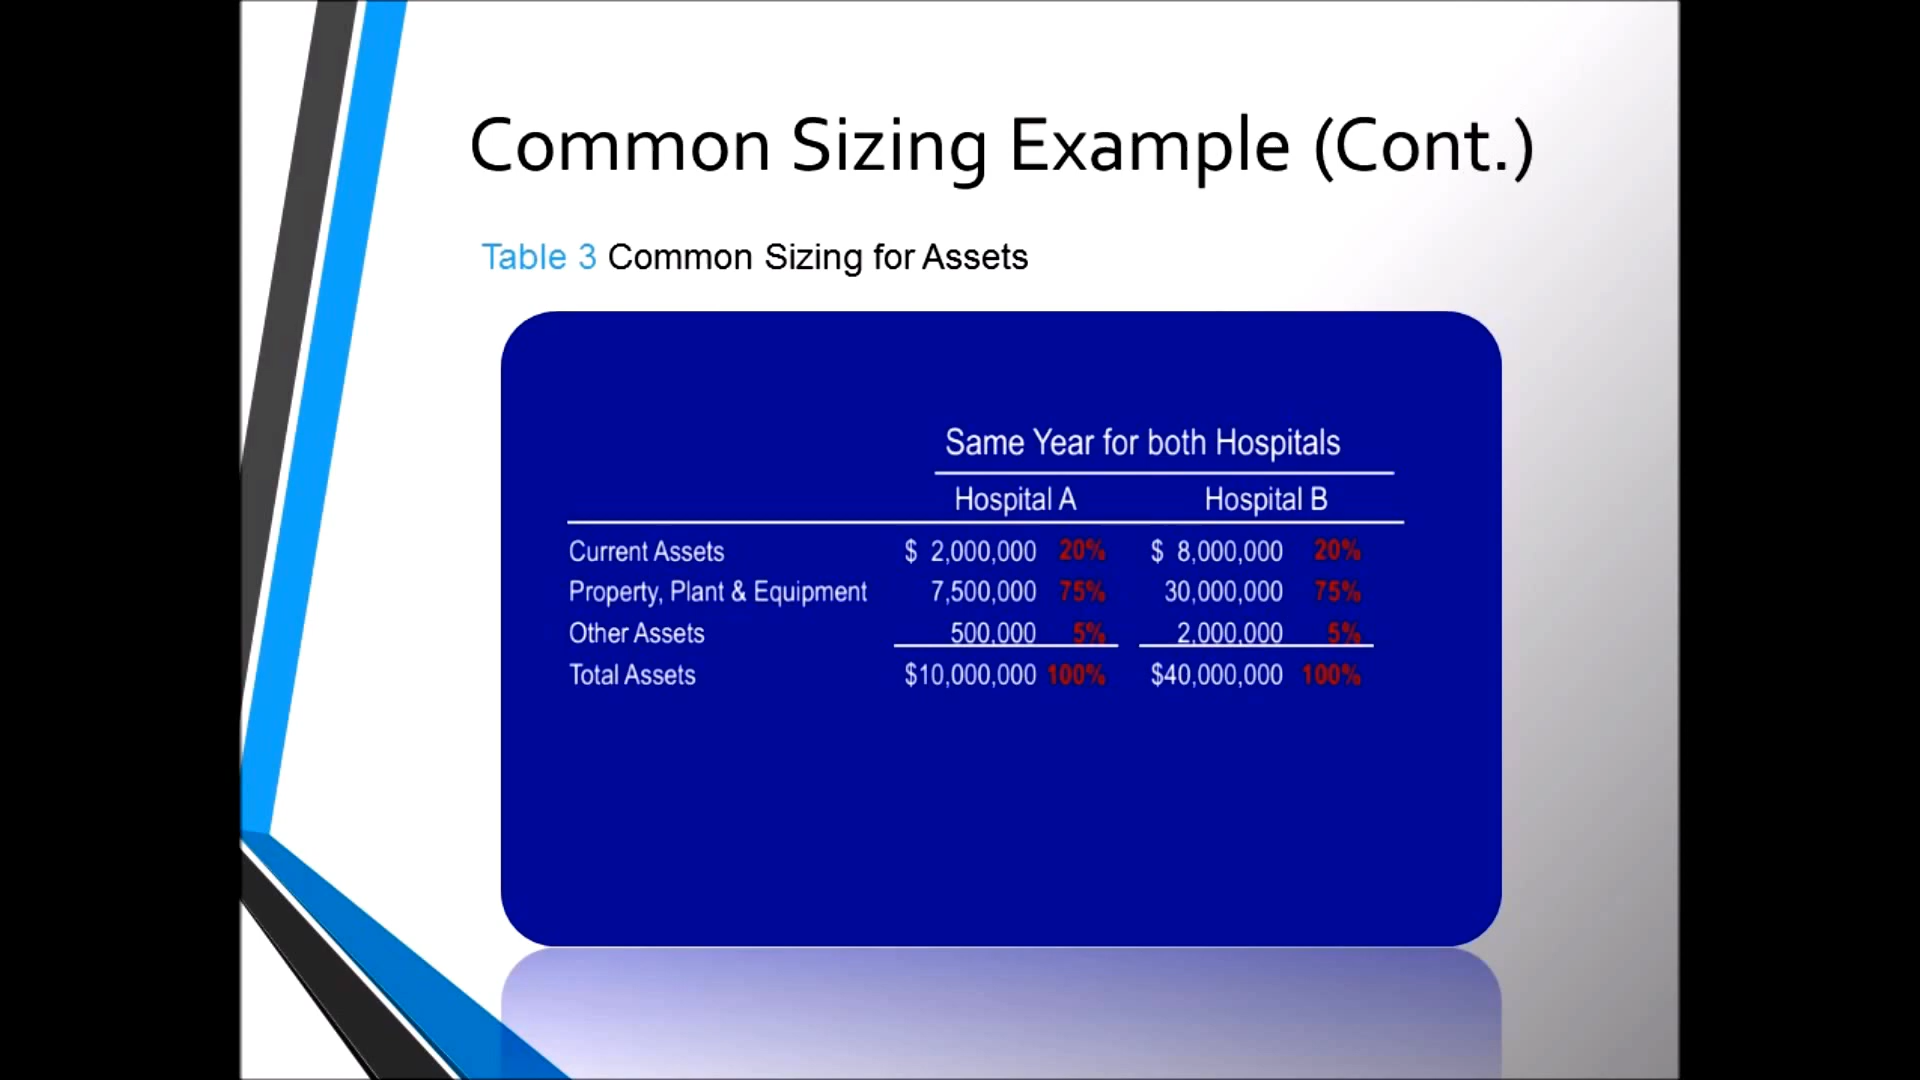 Common Sizing Example (Cont.)
Table 3 Common Sizing for Assets
Same Year for both Hospitals
Hospital A Hospital B
Current Assets $ 2,000,000 20% $ 8,000,000 20%
Property, Plant & Equipment 7,500,000 75% 30,000,000 75%
Other Assets 500,000 5% 2,000,000 5%
Total Assets $10,000,000 100% $40,000,000 100%